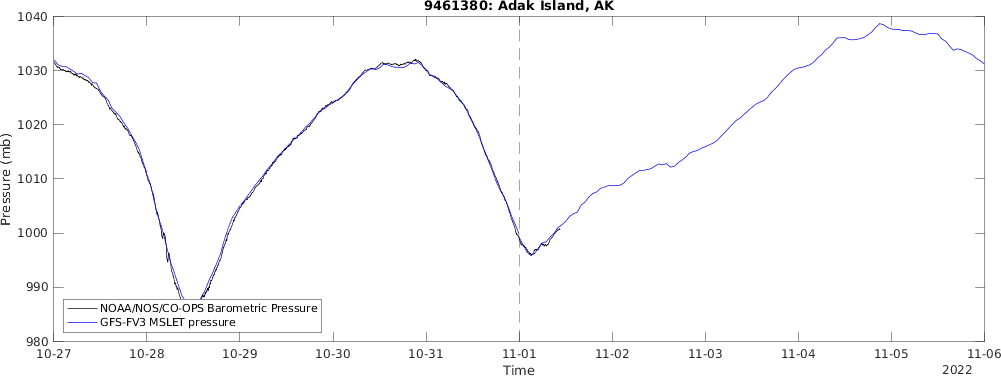 9461380: Adak Island, AK
Pressure (mb)
1040
1030
1020
1010
1000
990
980
NOAA/NOS/CO-OPS Barometric Pressure
GFS-FV3 MSLET pressure
10-27 10-28 10-29 10-30 10-31 11-01 11-02 11-03 11-04 11-05 11-06
Time
2022